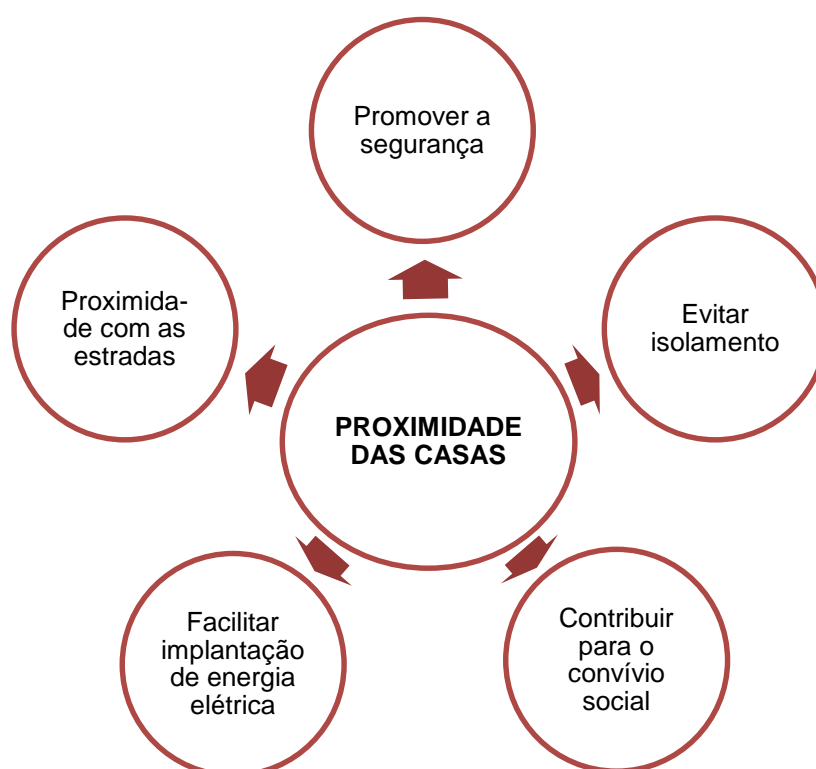 Promover a
segurança
Proximida-
de com as
estradas
Evitar
isolamento
PROXIMIDADE
DAS CASAS
Facilitar
implantação
de energia
elétrica
Contribuir
para o
convívio
social